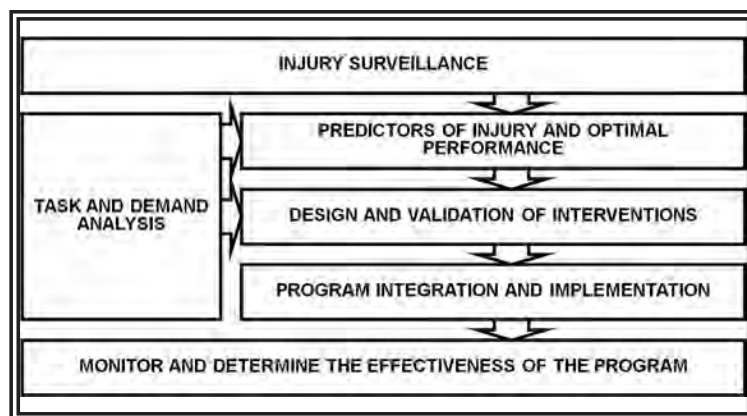 INJURY SURVEILLANCE
PREDICTORS OF INJURY AND OPTIMAL
PERFORMANCE
TASK AND DEMAND
ANALYSIS
DESIGN AND VALIDATION OF INTERVENTIONS
PROGRAM INTEGRATION AND IMPLEMENTATION
MONITOR AND DETERMINE THE EFFECTIVENESS OF THE PROGRAM